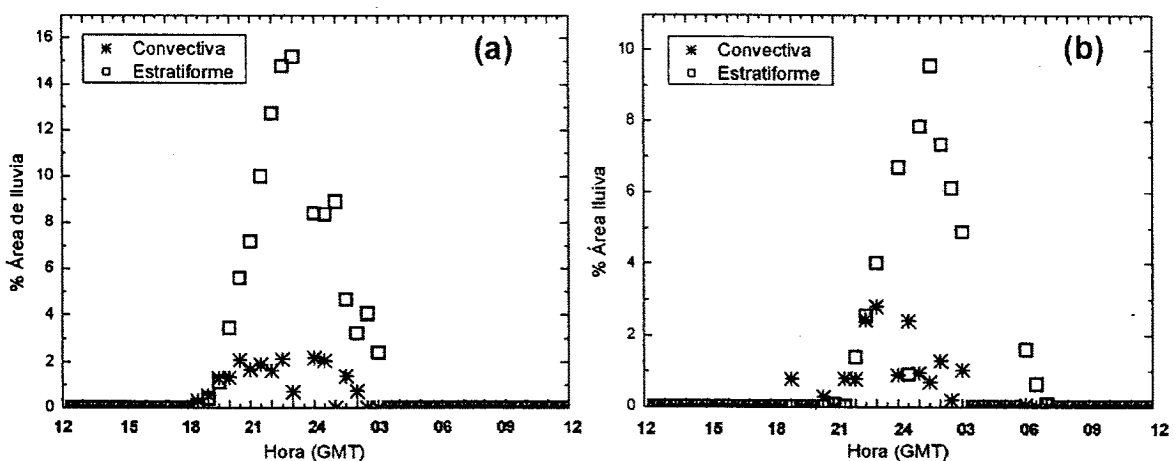 (a)
Convectiva
Estratiforme
% Área de lluvia
16
14
12
10
8
6
4
2
0
12 15 18 21 24 03 06 09 12
Hora (GMT)
(b)
Convectiva
Estratiforme
% Área lluiva
10
8
6
4
2
0
12 15 18 21 24 03 06 09 12
Hora (GMT)